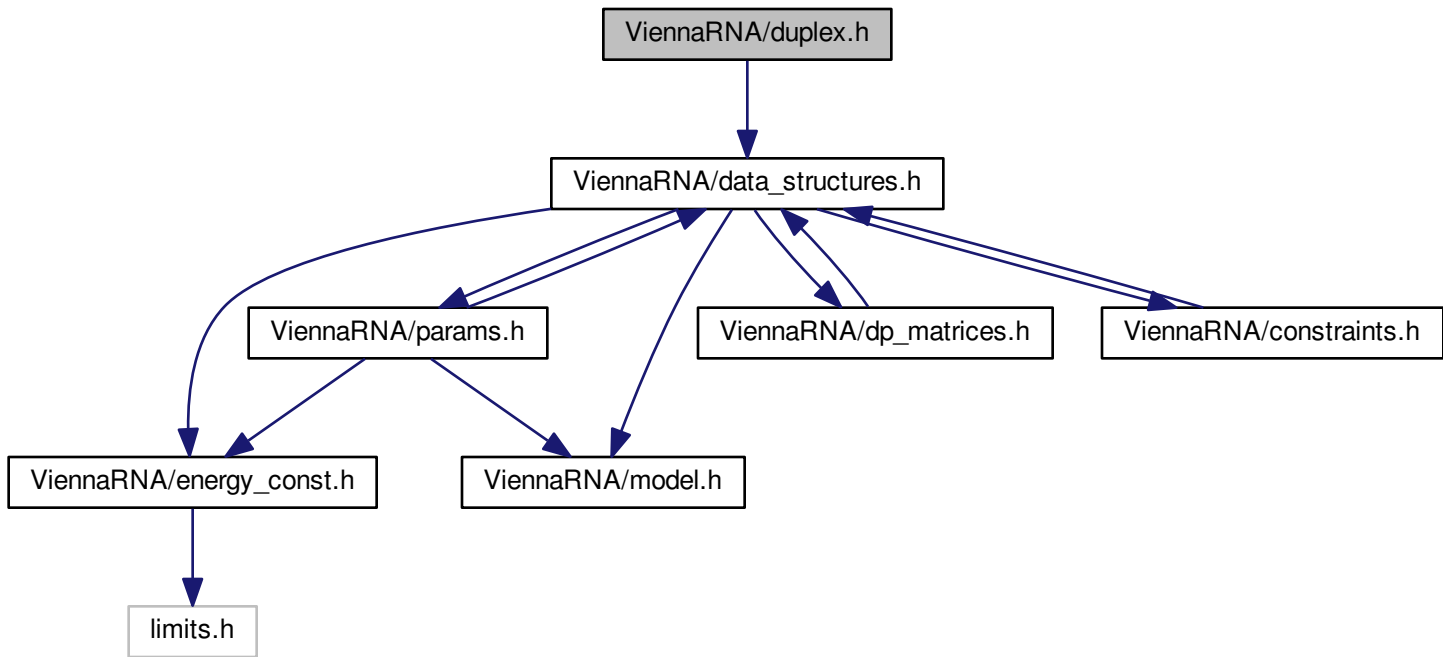 ViennaRNA/duplex.h
ViennaRNA/data_structures.h
ViennaRNA/params.h
ViennaRNA/dp_matrices.h
ViennaRNA/constraints.h
ViennaRNA/energy_const.h
ViennaRNA/model.h
limits.h